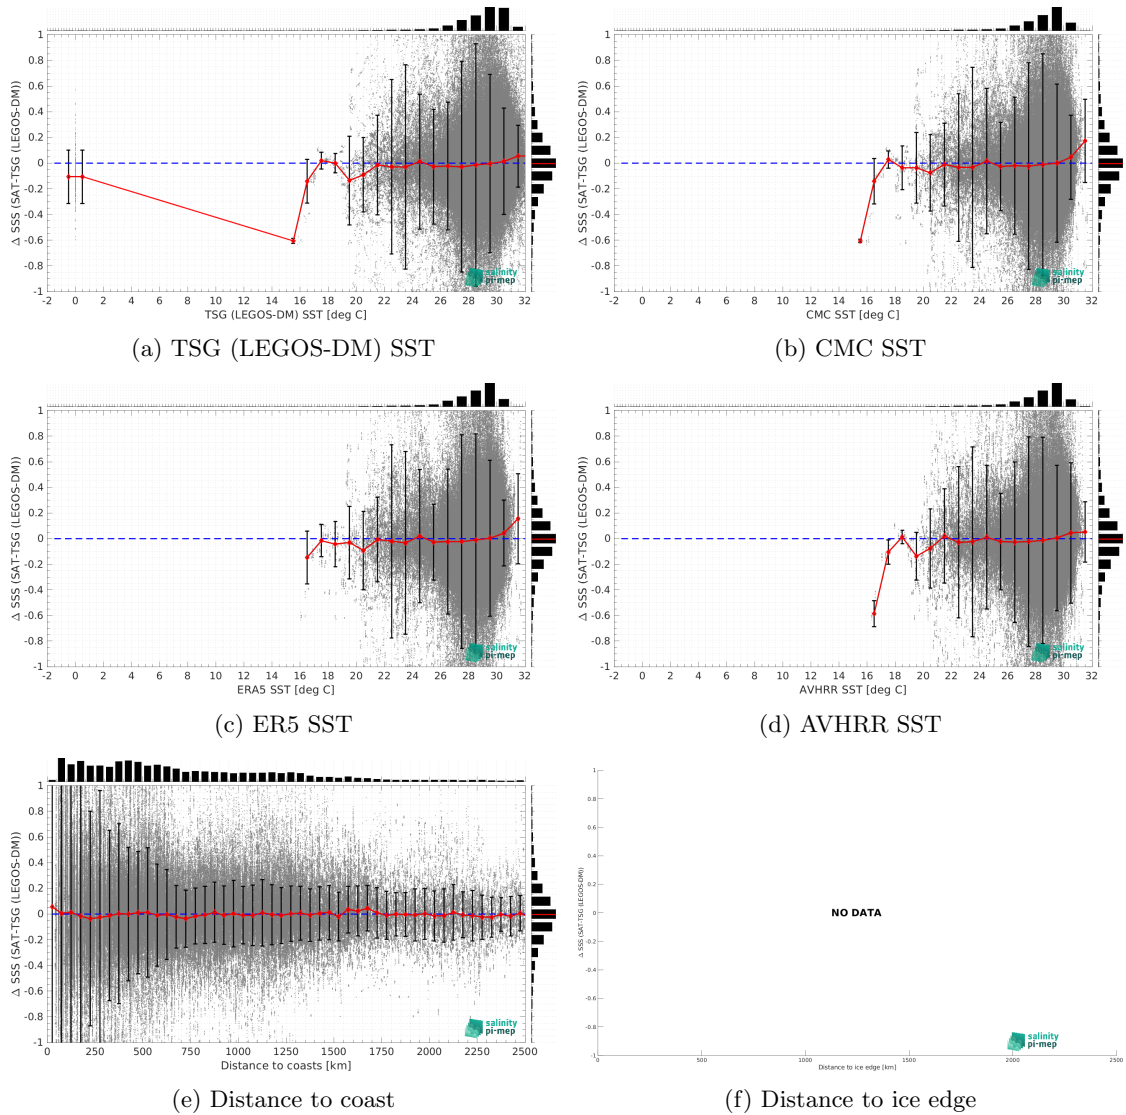 1
0.8
0.6
0.4
0.2
0
-0.2
-0.4
-0.6
-0.8
-1
Δ SSS (SAT-TSG (LEGOS-DM))
salinity
pi-mep
-2 0 2 4 6 8 10 12 14 16 18 20 22 24 26 28 30 32
TSG (LEGOS-DM) SST [deg C]
(a) TSG (LEGOS-DM) SST
1
0.8
0.6
0.4
0.2
0
-0.2
-0.4
-0.6
-0.8
-1
Δ SSS (SAT-TSG (LEGOS-DM))
salinity
pi-mep
-2 0 2 4 6 8 10 12 14 16 18 20 22 24 26 28 30 32
CMC SST [deg C]
(b) CMC SST
1
0.8
0.6
0.4
0.2
0
-0.2
-0.4
-0.6
-0.8
-1
Δ SSS (SAT-TSG (LEGOS-DM))
salinity
pi-mep
-2 0 2 4 6 8 10 12 14 16 18 20 22 24 26 28 30 32
ERA5 SST [deg C]
(c) ER5 SST
1
0.8
0.6
0.4
0.2
0
-0.2
-0.4
-0.6
-0.8
-1
Δ SSS (SAT-TSG (LEGOS-DM))
salinity
pi-mep
-2 0 2 4 6 8 10 12 14 16 18 20 22 24 26 28 30 32
AVHRR SST [deg C]
(d) AVHRR SST
1
0.8
0.6
0.4
0.2
0
-0.2
-0.4
-0.6
-0.8
-1
Δ SSS (SAT-TSG (LEGOS-DM))
salinity
pi-mep
0 250 500 750 1000 1250 1500 1750 2000 2250 2500
Distance to coasts [km]
(e) Distance to coast
1
0.8
0.6
0.4
0.2
0
-0.2
-0.4
-0.6
-0.8
-1
Δ SSS (SAT-TSG (LEGOS-DM))
NO DATA
salinity
pi-mep
0 500 1000 1500 2000 2500
Distance to ice edge [km]
(f) Distance to ice edge